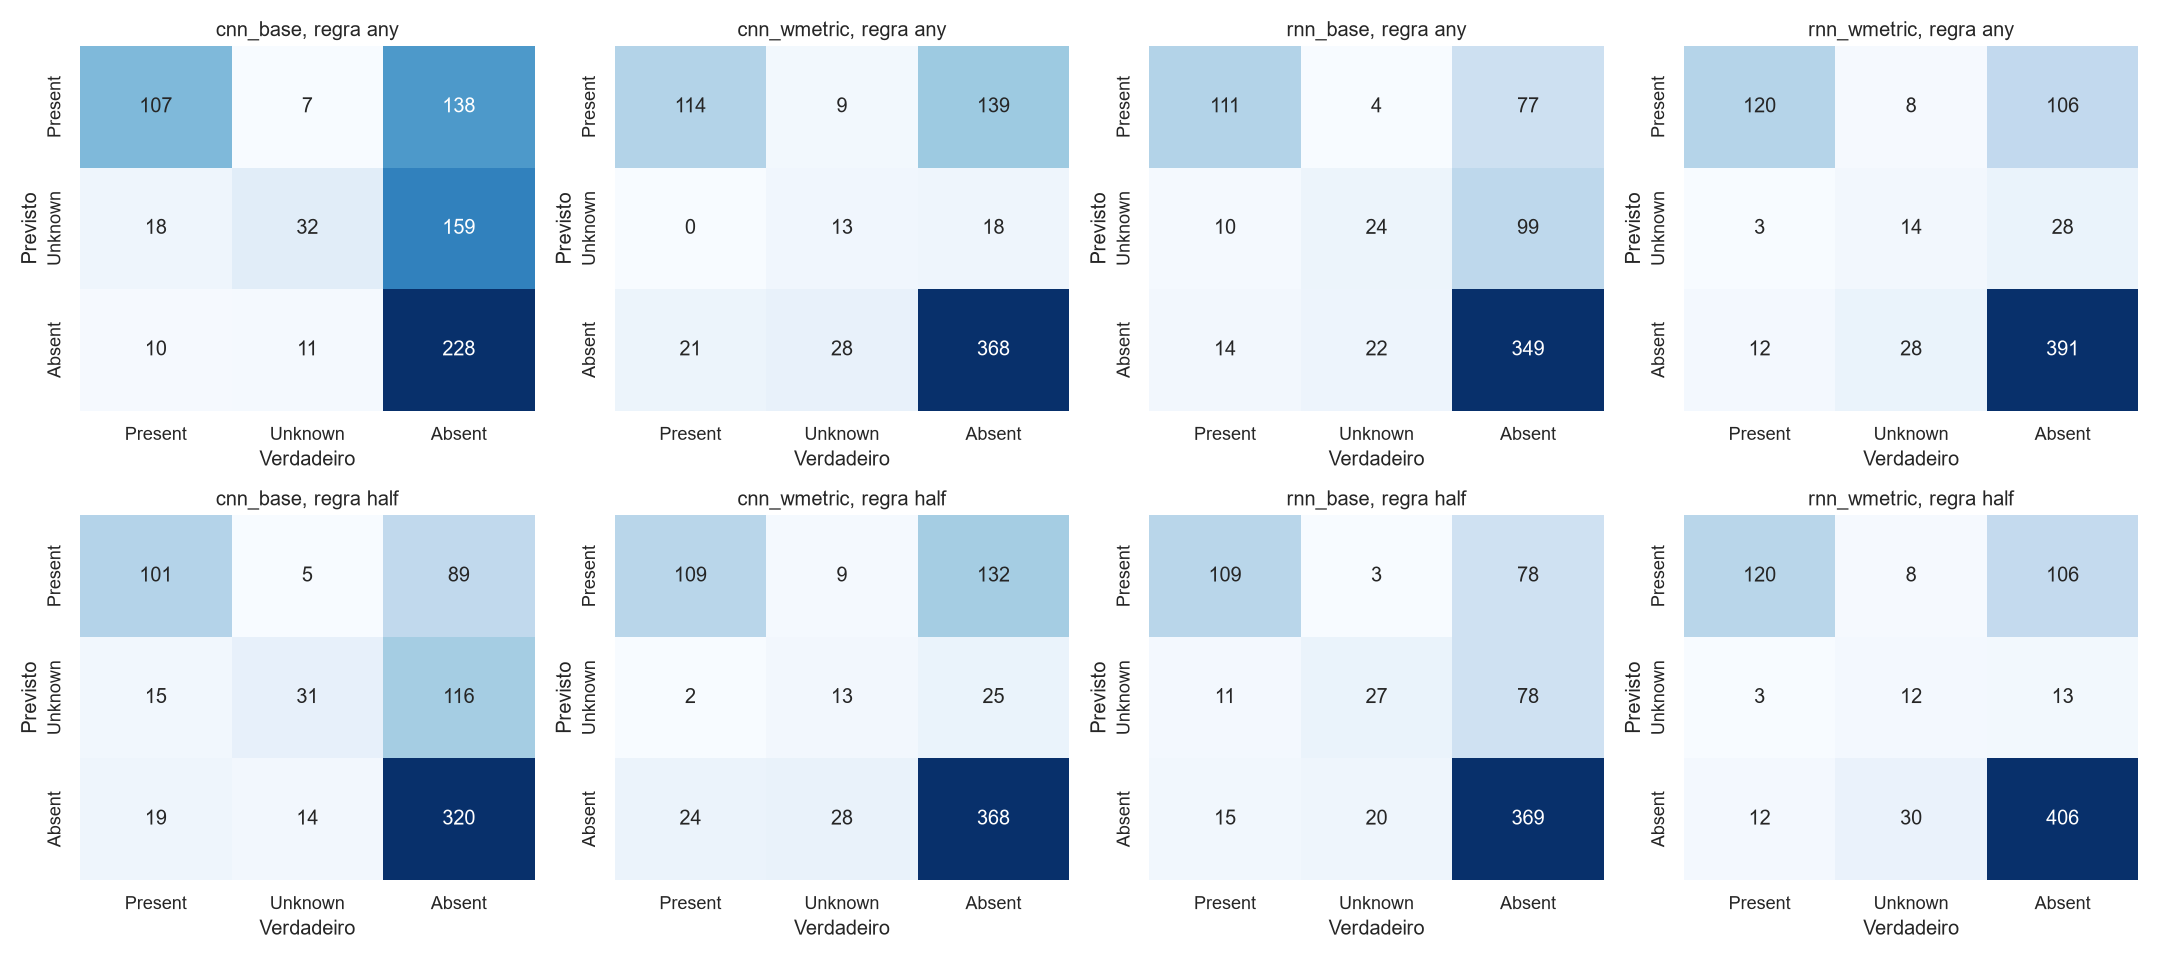 cnn_base, regra any
Previsto
Present
Unknown
Absent
107 7 138
18 32 159
10 11 228
Present Unknown Absent
Verdadeiro
cnn_wmetric, regra any
Previsto
Present
Unknown
Absent
114 9 139
0 13 18
21 28 368
Present Unknown Absent
Verdadeiro
rnn_base, regra any
Previsto
Present
Unknown
Absent
111 4 77
10 24 99
14 22 349
Present Unknown Absent
Verdadeiro
rnn_wmetric, regra any
Previsto
Present
Unknown
Absent
120 8 106
3 14 28
12 28 391
Present Unknown Absent
Verdadeiro
cnn_base, regra half
Previsto
Present
Unknown
Absent
101 5 89
15 31 116
19 14 320
Present Unknown Absent
Verdadeiro
cnn_wmetric, regra half
Previsto
Present
Unknown
Absent
109 9 132
2 13 25
24 28 368
Present Unknown Absent
Verdadeiro
rnn_base, regra half
Previsto
Present
Unknown
Absent
109 3 78
11 27 78
15 20 369
Present Unknown Absent
Verdadeiro
rnn_wmetric, regra half
Previsto
Present
Unknown
Absent
120 8 106
3 12 13
12 30 406
Present Unknown Absent
Verdadeiro